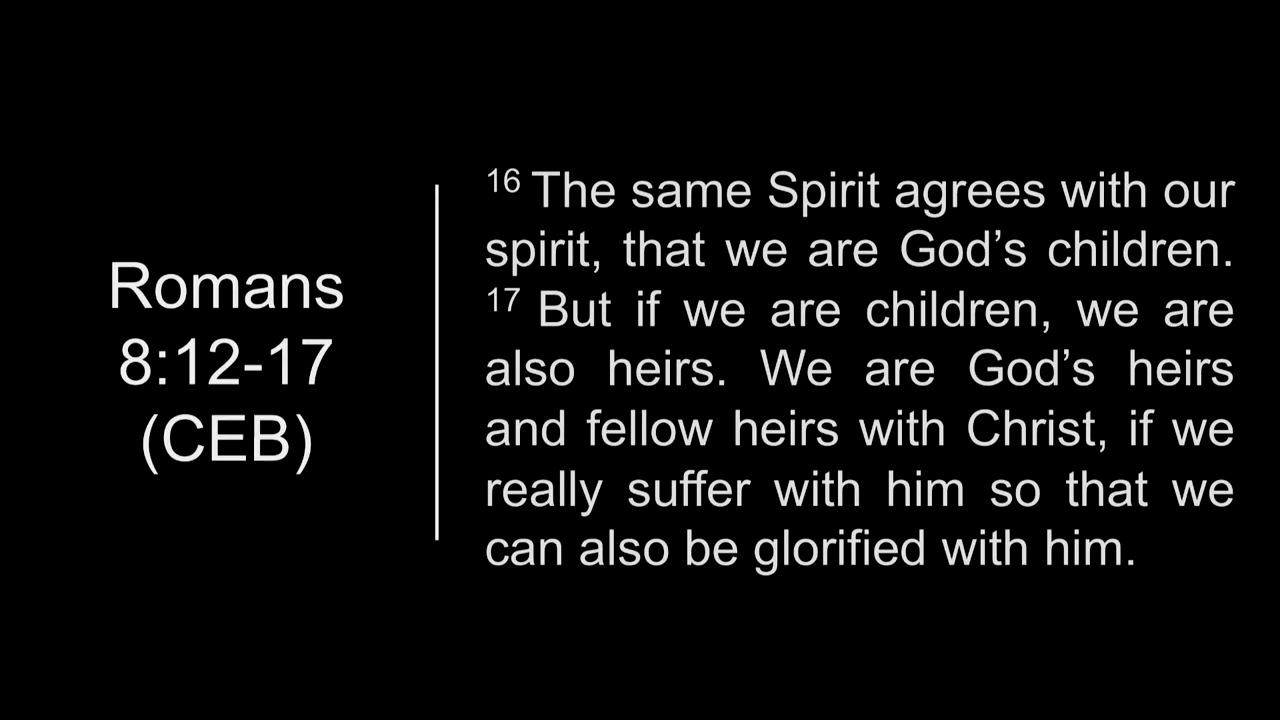 Romans
8:12-17
(CEB)
16 The same Spirit agrees with our
spirit, that we are God’s children.
17 But if we are children, we are
also heirs. We are God’s heirs
and fellow heirs with Christ, if we
really suffer with him so that we
can also be glorified with him.